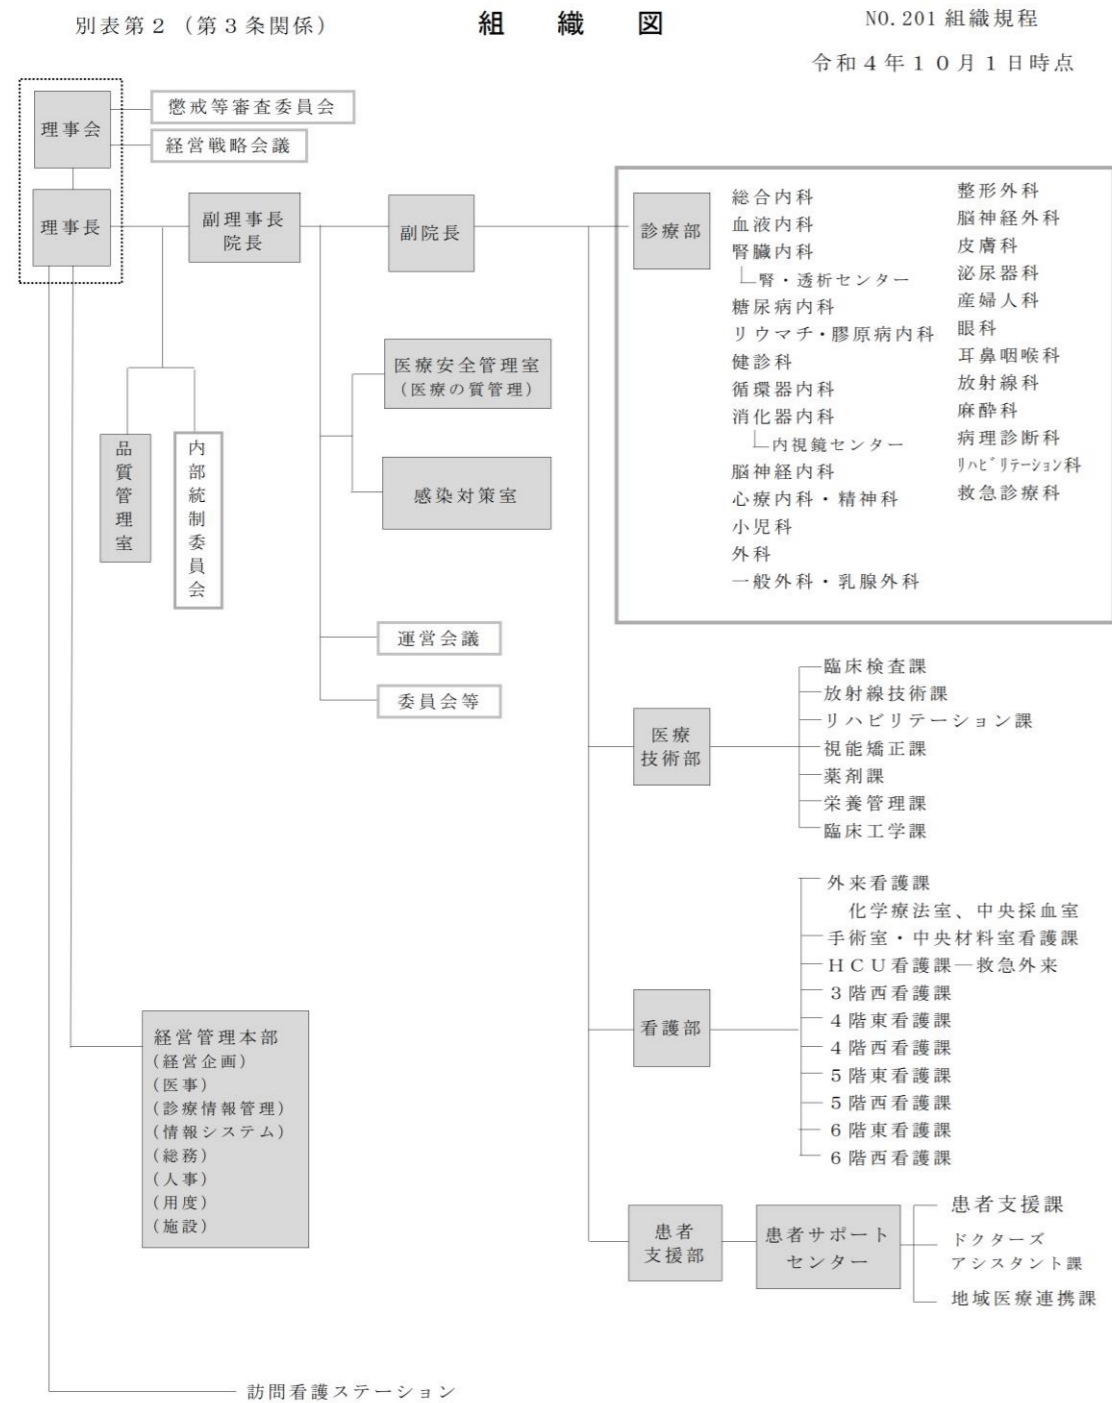 別表第２（第３条関係）
組織図
NO.201 組織規程
令和４年１０月１日時点
理事会
懲戒等審査委員会
経営戦略会議
理事長
副理事長
院長
副院長
品質管理室
内部統制委員会
医療安全管理室
(医療の質管理)
感染対策室
運営会議
委員会等
診療部
総合内科
血液内科
腎臓内科
腎・透析センター
糖尿病内科
リウマチ・膠原病内科
健診科
循環器内科
消化器内科
内視鏡センター
脳神経内科
心療内科・精神科
小児科
外科
一般外科・乳腺外科
整形外科
脳神経外科
皮膚科
泌尿器科
産婦人科
眼科
耳鼻咽喉科
放射線科
麻酔科
病理診断科
ﾘﾊﾋﾞﾘﾃｰｼｮﾝ科
救急診療科
医療
技術部
臨床検査課
放射線技術課
リハビリテーション課
視能矯正課
薬剤課
栄養管理課
臨床工学課
看護部
外来看護課
化学療法室、中央採血室
手術室・中央材料室看護課
ＨＣＵ看護課―救急外来
３階西看護課
４階東看護課
４階西看護課
５階東看護課
５階西看護課
６階東看護課
６階西看護課
患者
支援部
患者サポート
センター
患者支援課
ドクターズ
アシスタント課
地域医療連携課
経営管理本部
(経営企画)
(医事)
(診療情報管理)
(情報システム)
(総務)
(人事)
(用度)
(施設)
訪問看護ステーション